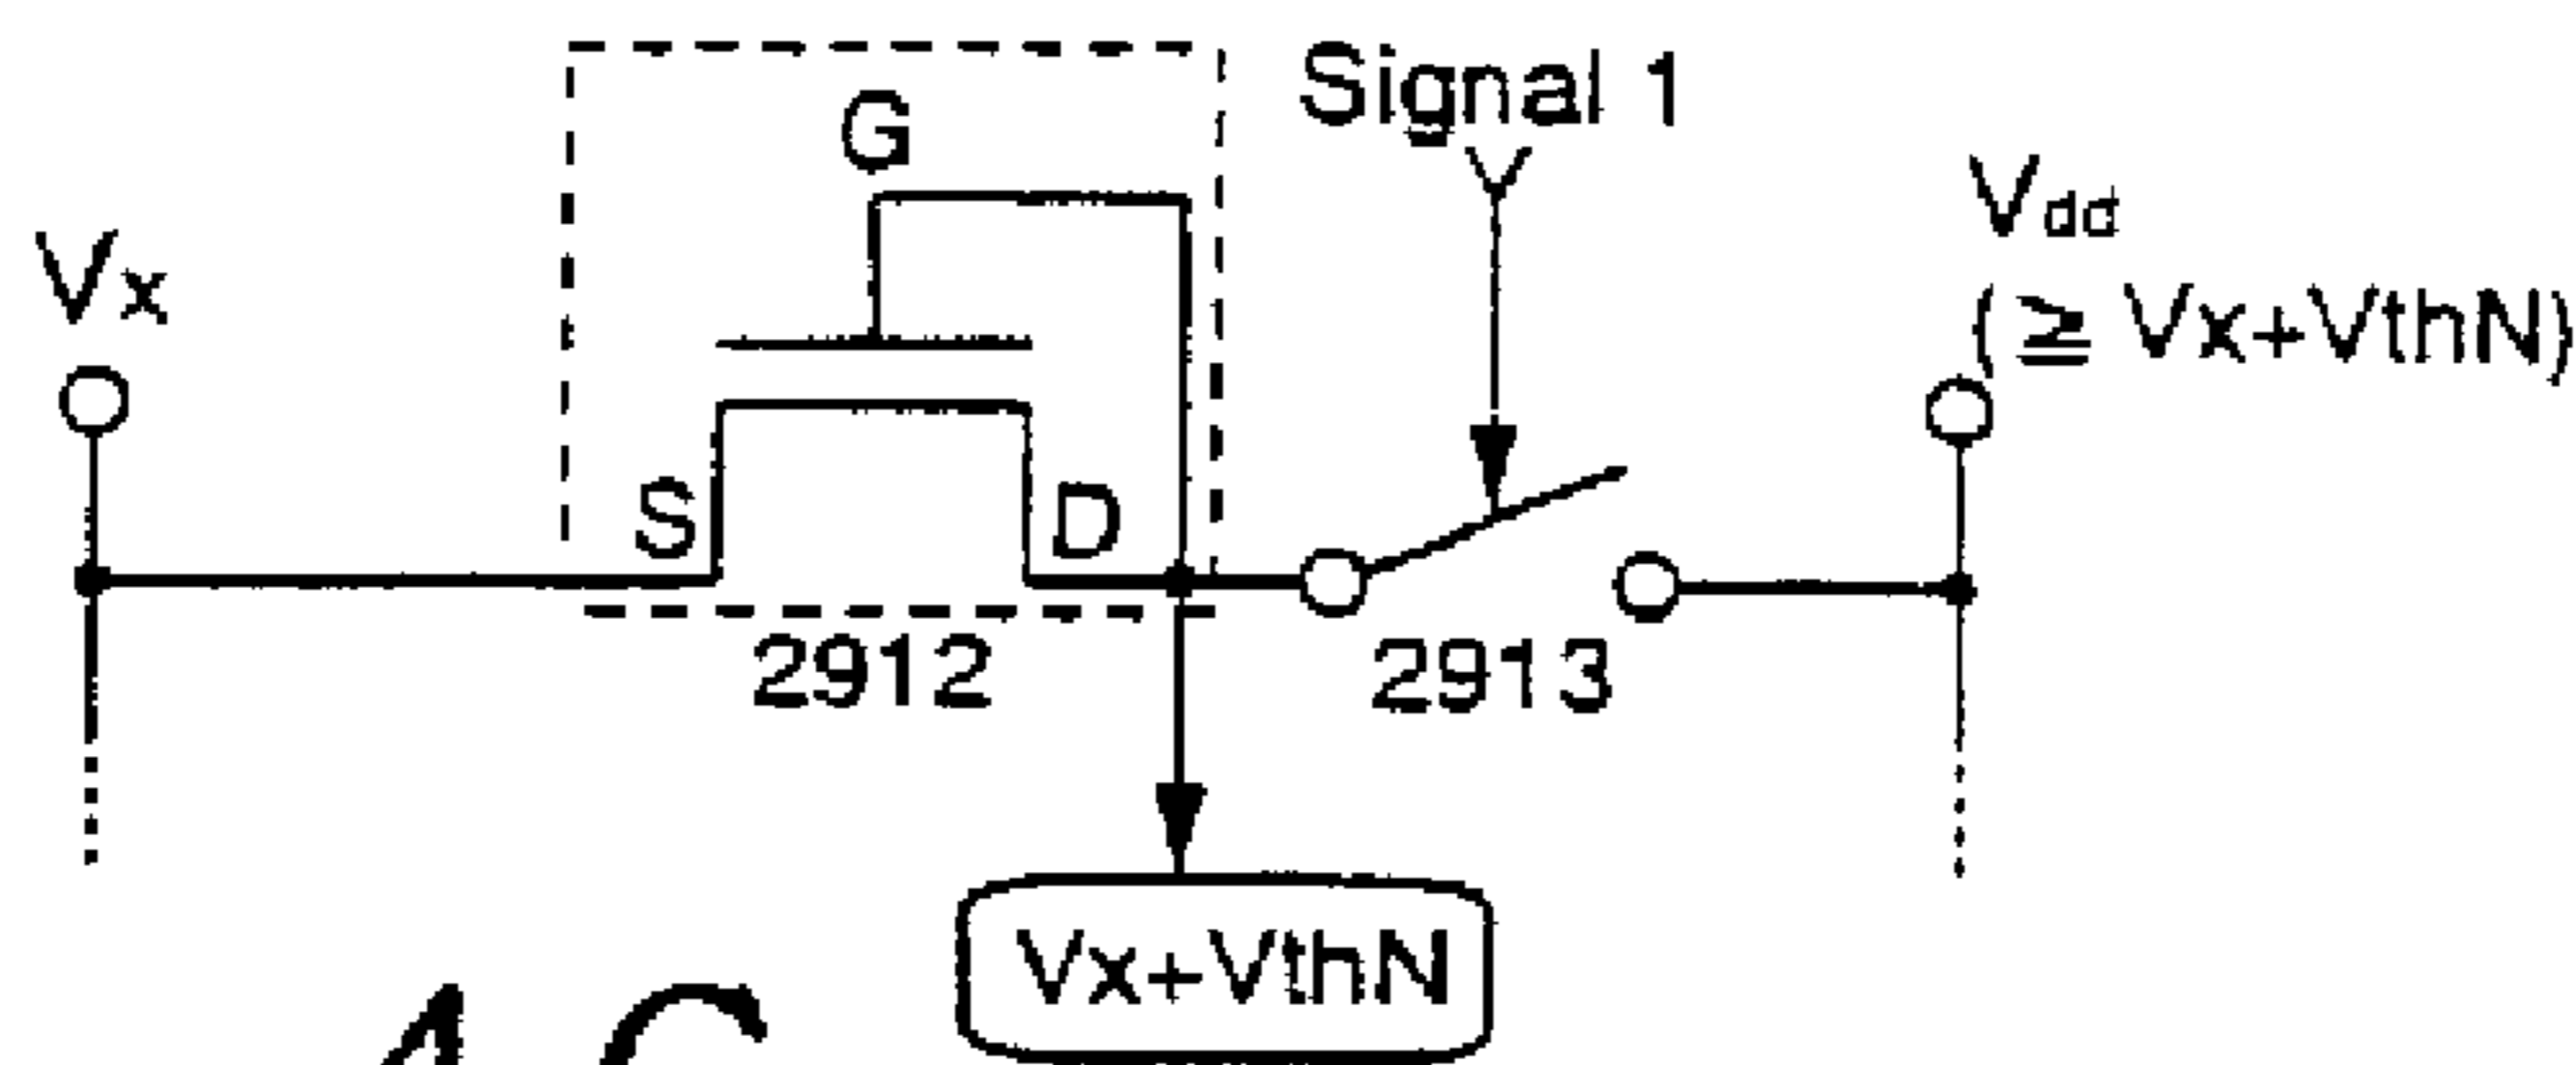 G
Signal 1
Vx
Vdd
(≧ Vx+VthN)
S
D
2912
2913
Vx+VthN